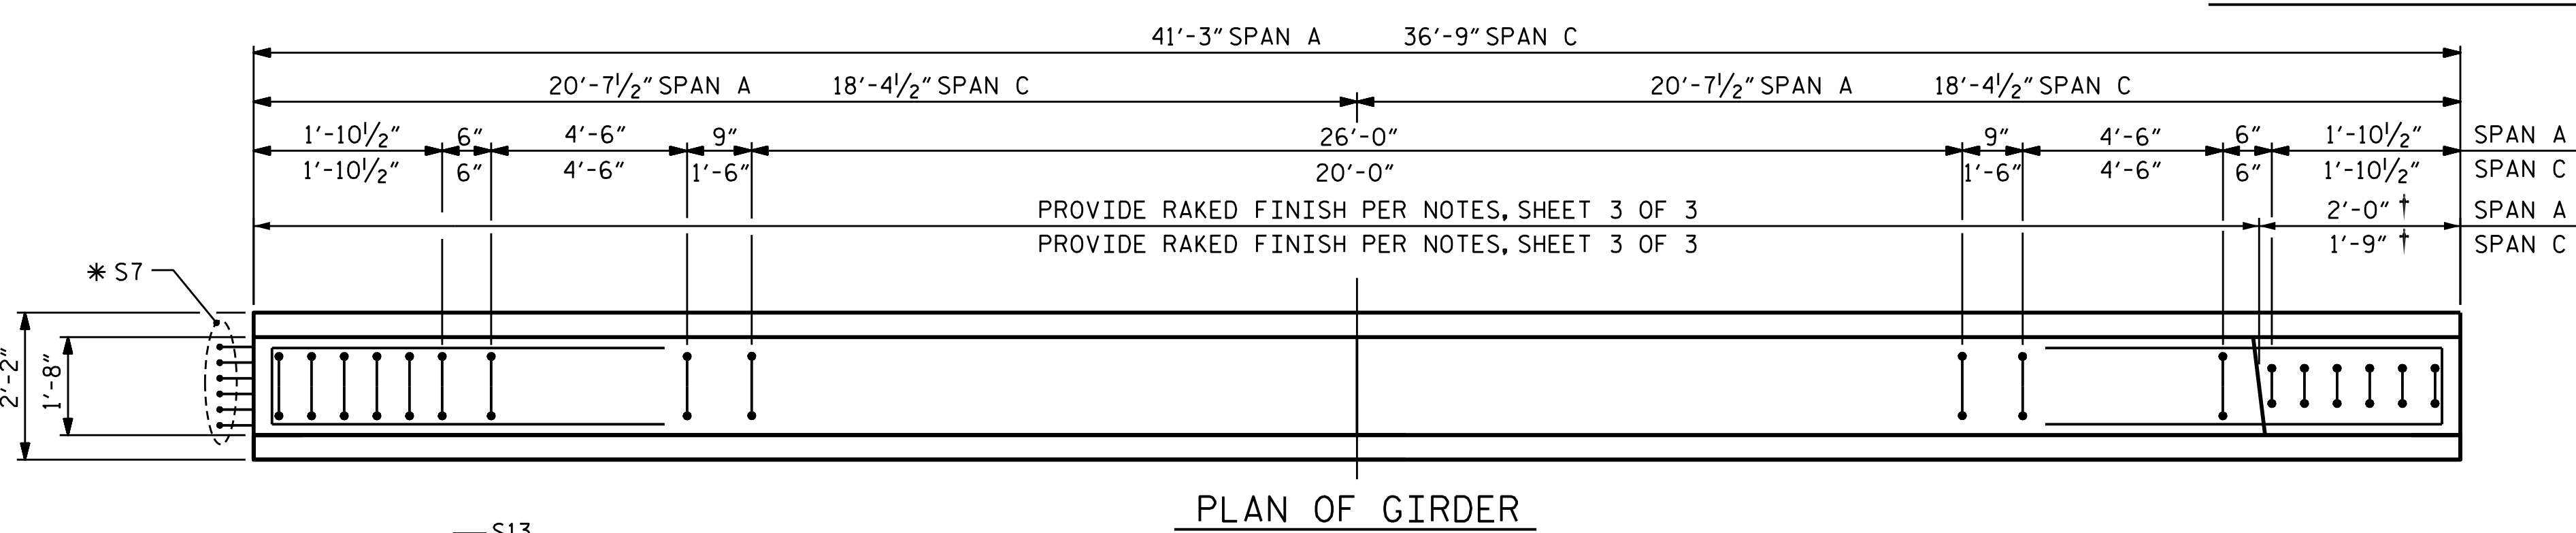 41'-3" SPAN A 36'-9" SPAN C
20'-7½" SPAN A 18'-4½" SPAN C 20'-7½" SPAN A 18'-4½" SPAN C
1'-10½" 6" 4'-6" 9" 26'-0" 9" 4'-6" 6" 1'-10½" SPAN A
1'-10½" 6" 4'-6" 1'-6" 20'-0" 1'-6" 4'-6" 6" 1'-10½" SPAN C
PROVIDE RAKED FINISH PER NOTES, SHEET 3 OF 3 2'-0" † SPAN A
PROVIDE RAKED FINISH PER NOTES, SHEET 3 OF 3 1'-9" † SPAN C
* S7
2'-2"
1'-8"
PLAN OF GIRDER
S13